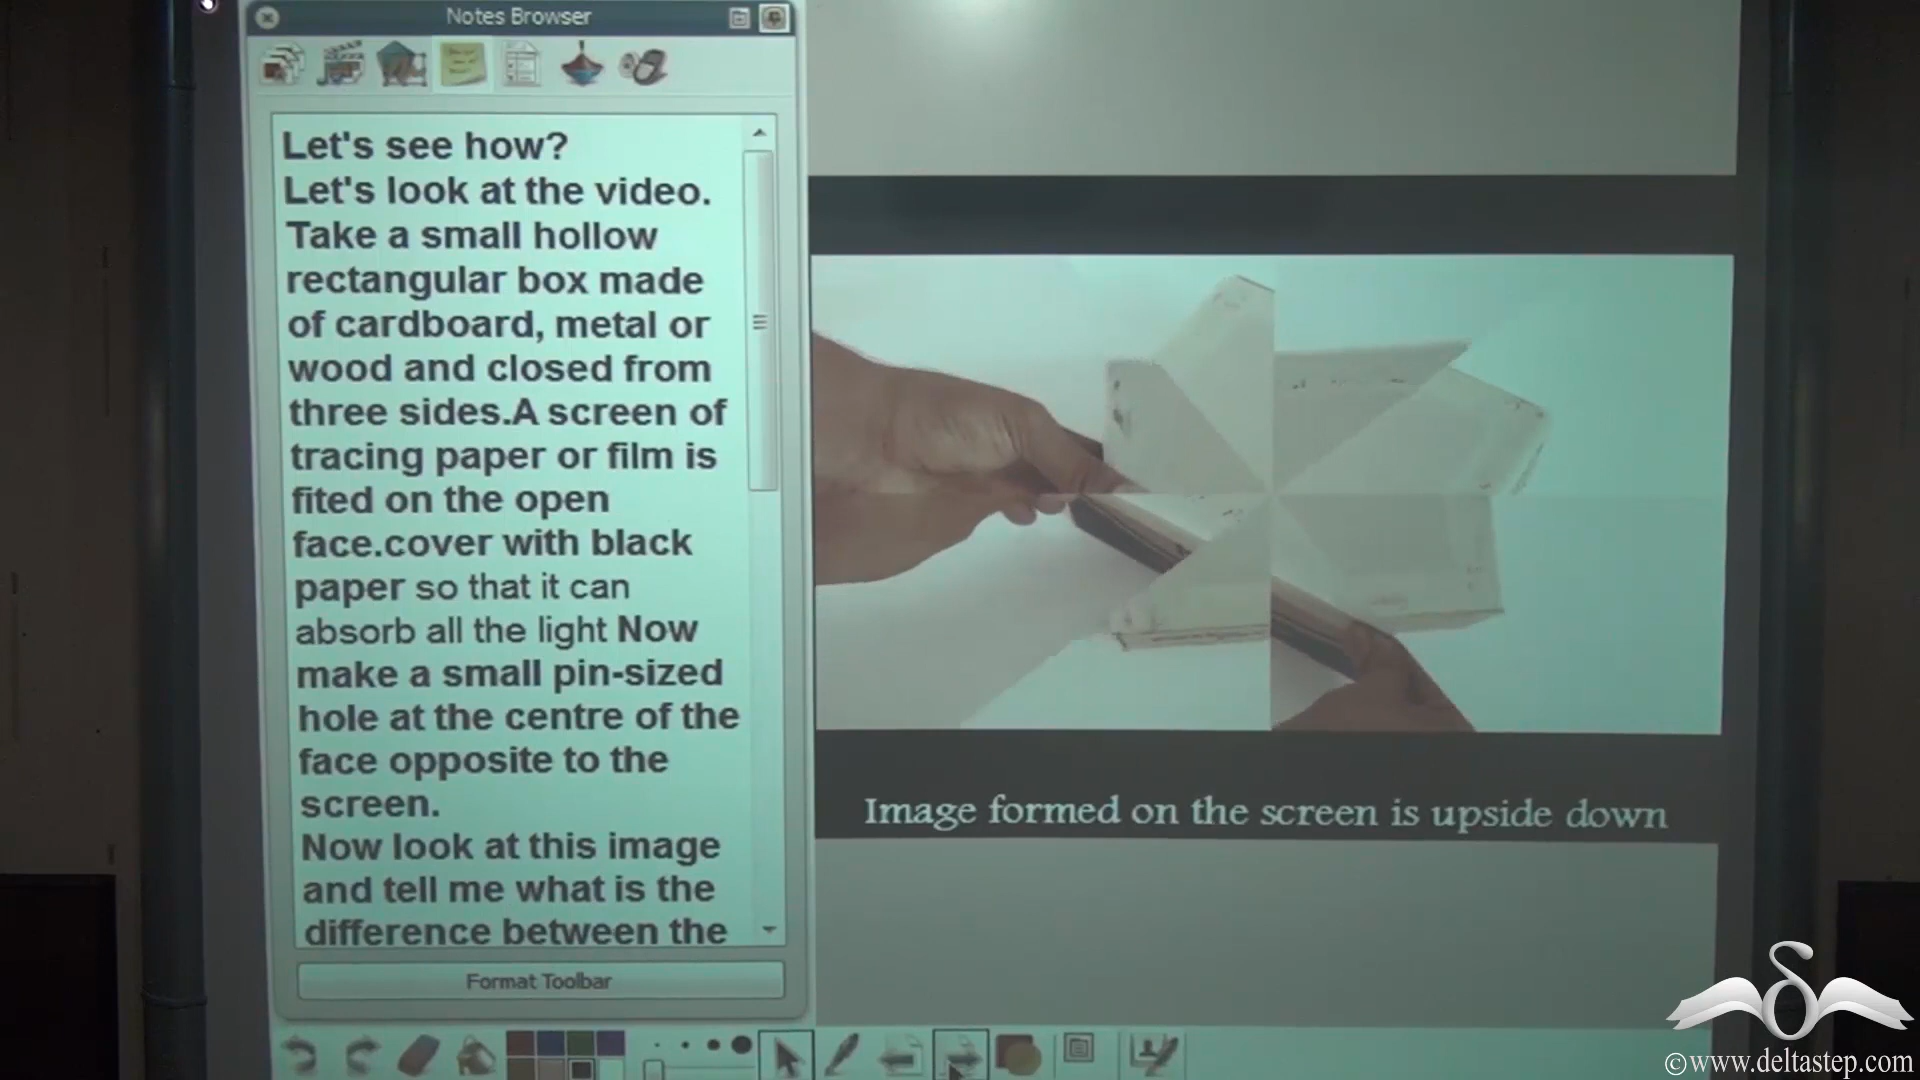 Notes Browser
Let's see how?
Let's look at the video.
Take a small hollow
rectangular box made
of cardboard, metal or
wood and closed from
three sides.A screen of
tracing paper or film is
fited on the open
face.cover with black
paper so that it can
absorb all the light Now
make a small pin-sized
hole at the centre of the
face opposite to the
screen.
Now look at this image
and tell me what is the
difference between the
Format Toolbar
Image formed on the screen is upside down
©www.deltastep.com